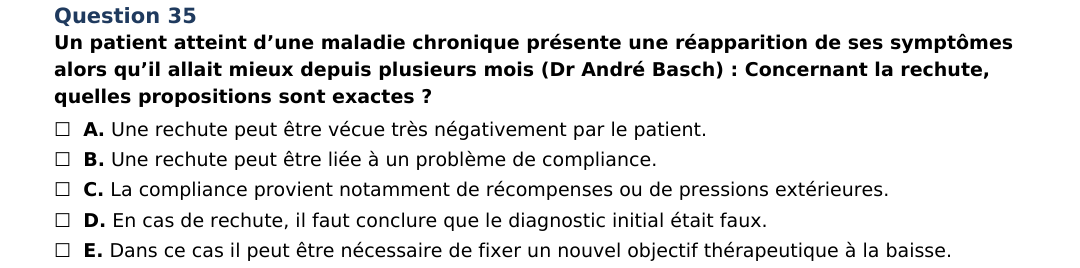 Question 35
Un patient atteint d’une maladie chronique présente une réapparition de ses symptômes
alors qu’il allait mieux depuis plusieurs mois (Dr André Basch) : Concernant la rechute,
quelles propositions sont exactes ?
☐ A. Une rechute peut être vécue très négativement par le patient.
☐ B. Une rechute peut être liée à un problème de compliance.
☐ C. La compliance provient notamment de récompenses ou de pressions extérieures.
☐ D. En cas de rechute, il faut conclure que le diagnostic initial était faux.
☐ E. Dans ce cas il peut être nécessaire de fixer un nouvel objectif thérapeutique à la baisse.